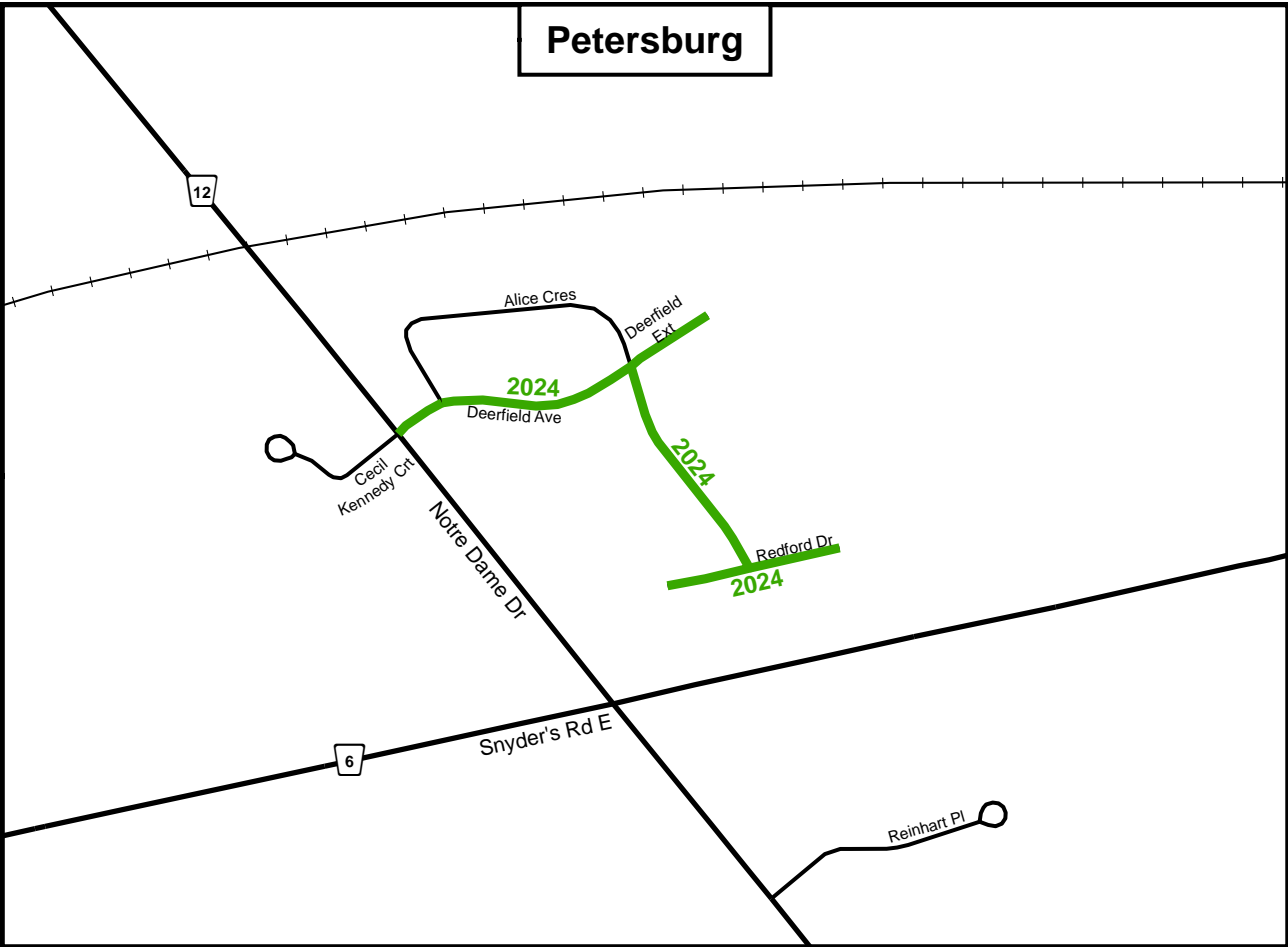 Petersburg
12
Alice Cres
Deerfield
Ext
2024
Deerfield Ave
Cecil
Kennedy Crt
2024
Notre Dame Dr
Redford Dr
2024
Snyder's Rd E
6
Reinhart Pl